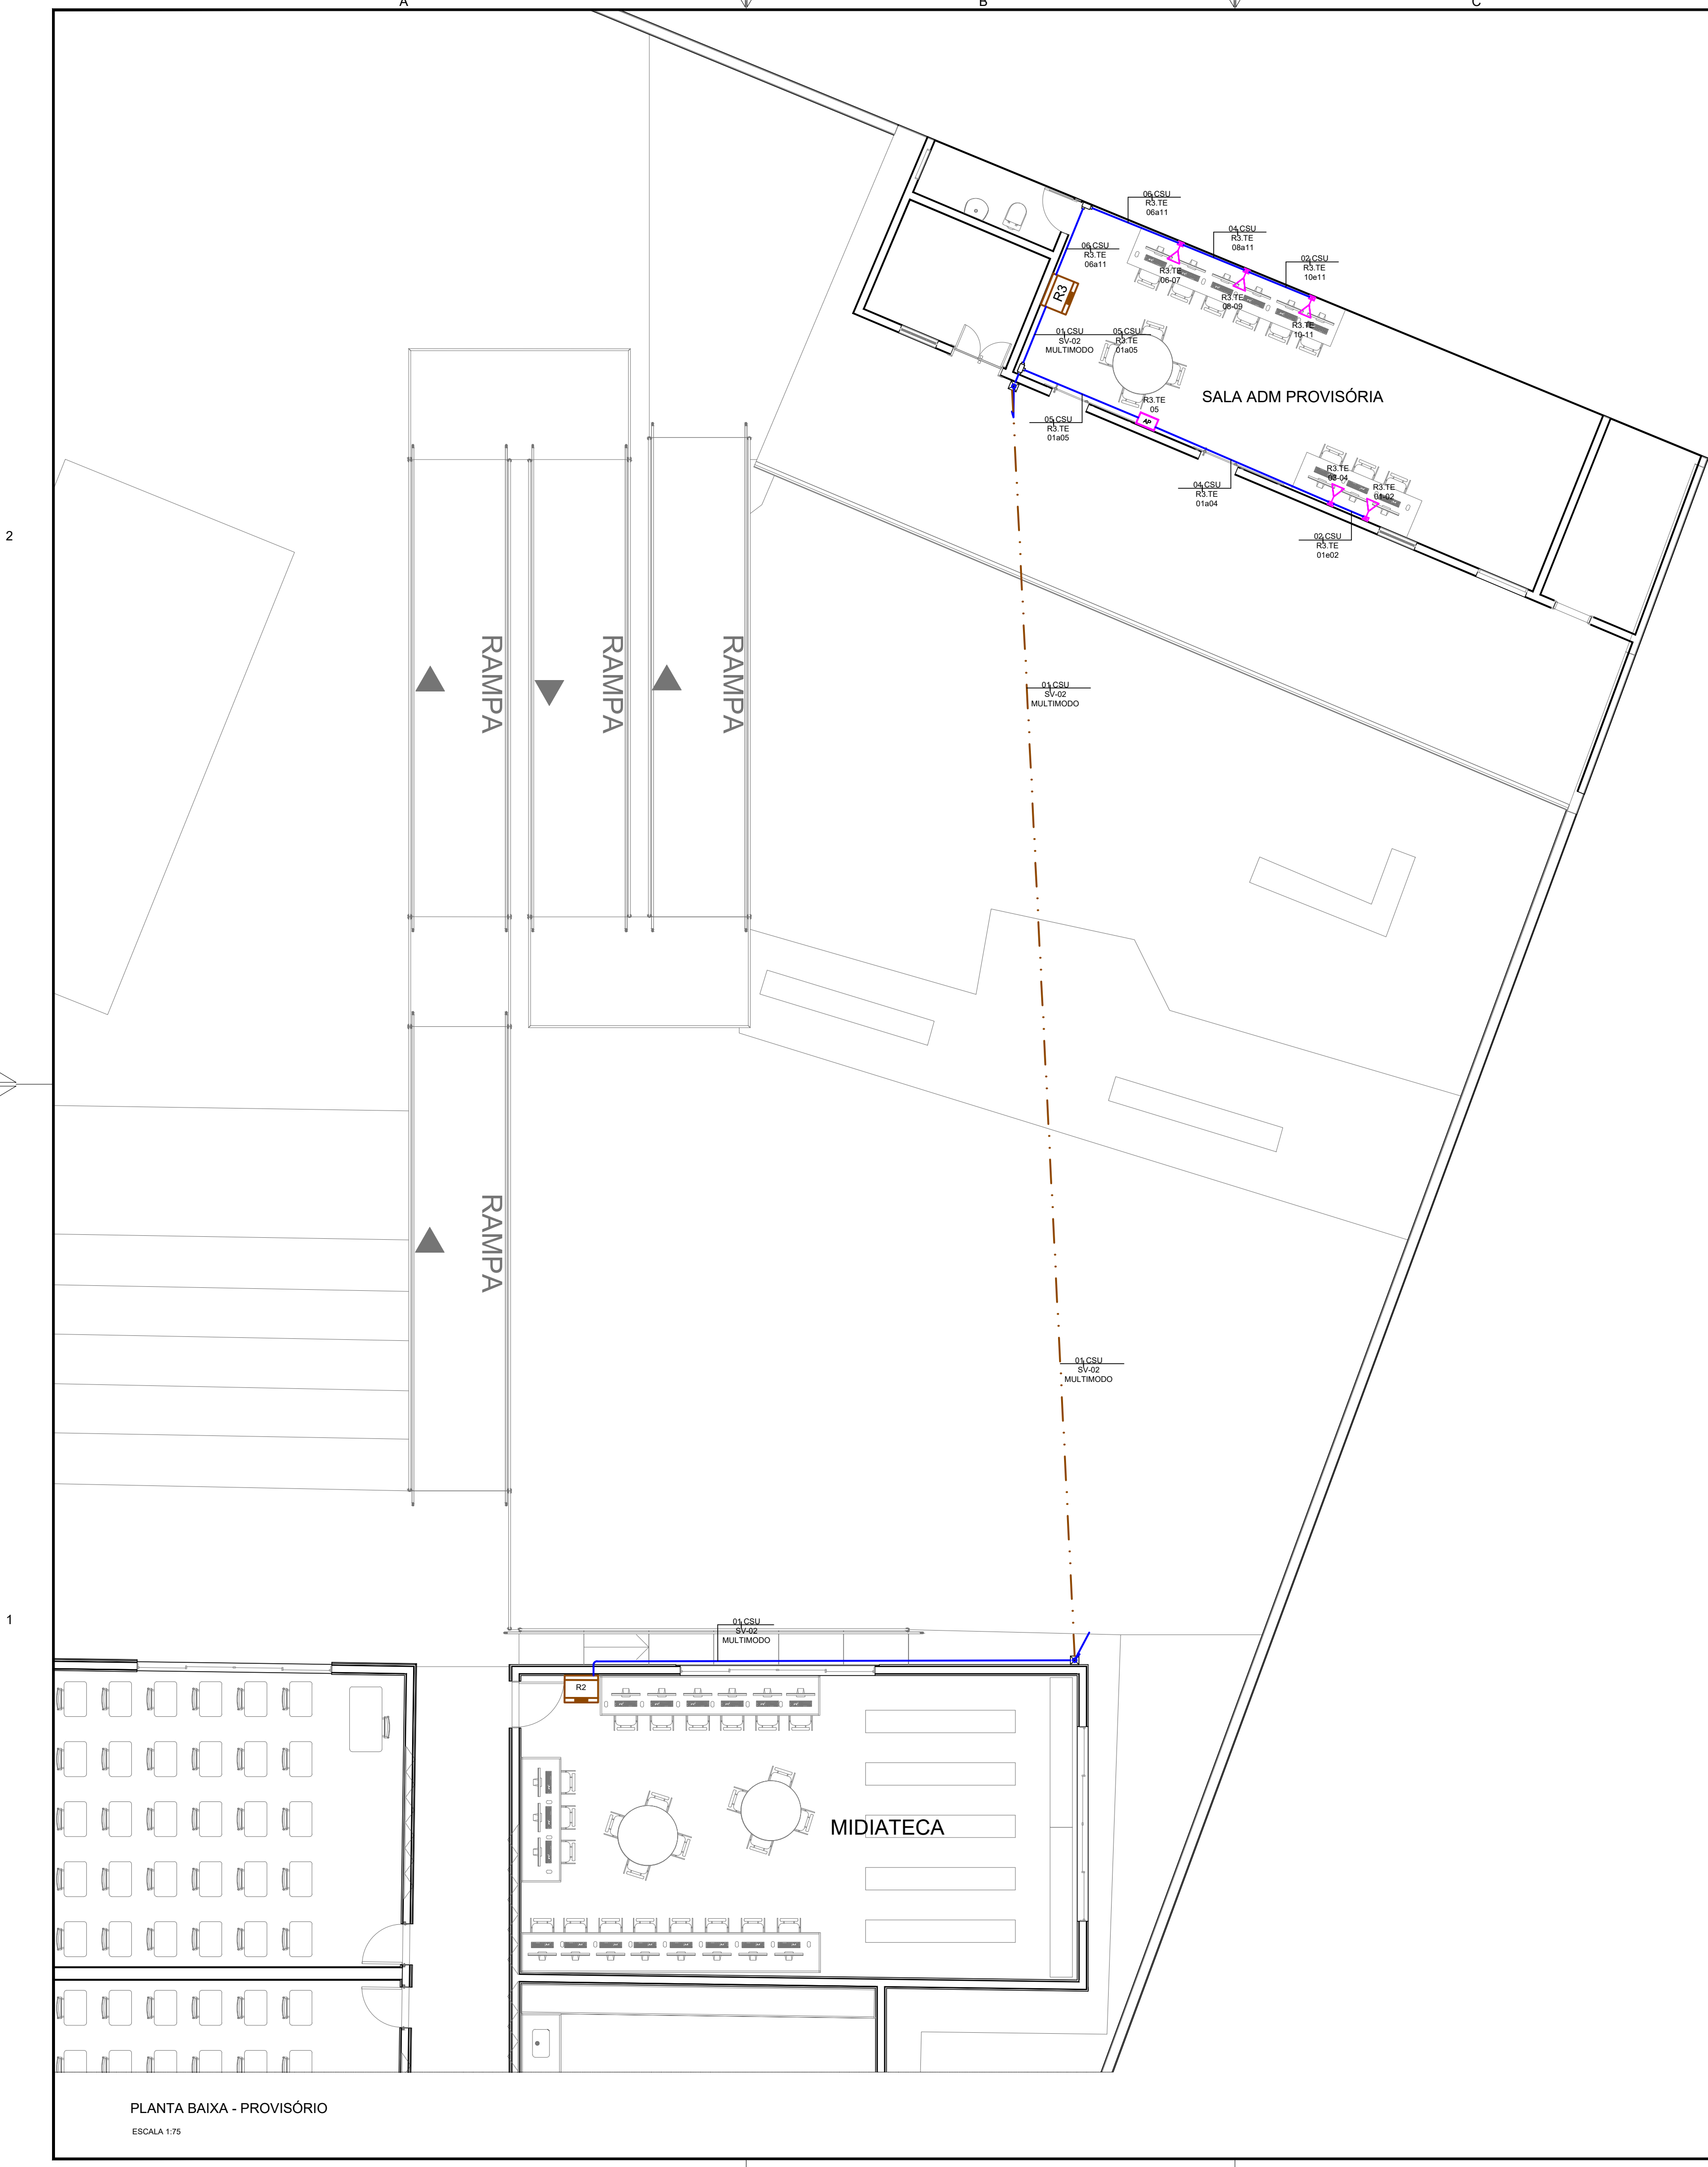 A
B
C
06 CSU
R3.TE
06a11
04 CSU
R3.TE
08a11
06 CSU
R3.TE
06a11
02 CSU
R3.TE
10e11
R3.TE
06-07
R3
R3.TE
08-09
R3.TE
10-11
01 CSU
SV-02
MULTIMODO
05 CSU
R3.TE
01a05
SALA ADM PROVISÓRIA
R3.TE
05
AP
05 CSU
R3.TE
01a05
R3.TE
03-04
R3.TE
01-02
04 CSU
R3.TE
01a04
02 CSU
R3.TE
01e02
2
RAMPA
RAMPA
RAMPA
01 CSU
SV-02
MULTIMODO
RAMPA
01 CSU
SV-02
MULTIMODO
1
01 CSU
SV-02
MULTIMODO
R2
MIDIATECA
PLANTA BAIXA - PROVISÓRIO
ESCALA 1:75